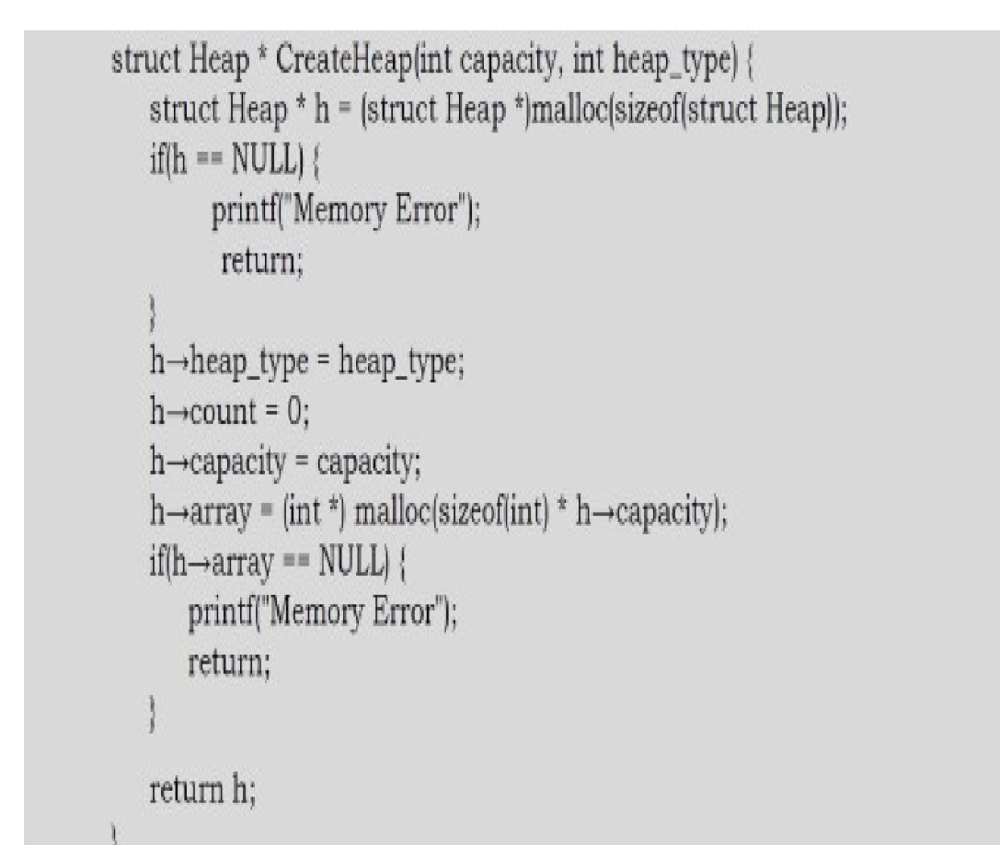 struct Heap * CreateHeap(int capacity, int heap_type) {
struct Heap * h = (struct Heap *)malloc(sizeof(struct Heap));
if(h == NULL) {
printf("Memory Error");
return;
}
h→heap_type = heap_type;
h→count = 0;
h→capacity = capacity;
h→array = (int *) malloc(sizeof(int) * h→capacity);
if(h→array == NULL) {
printf("Memory Error");
return;
}
return h;
}